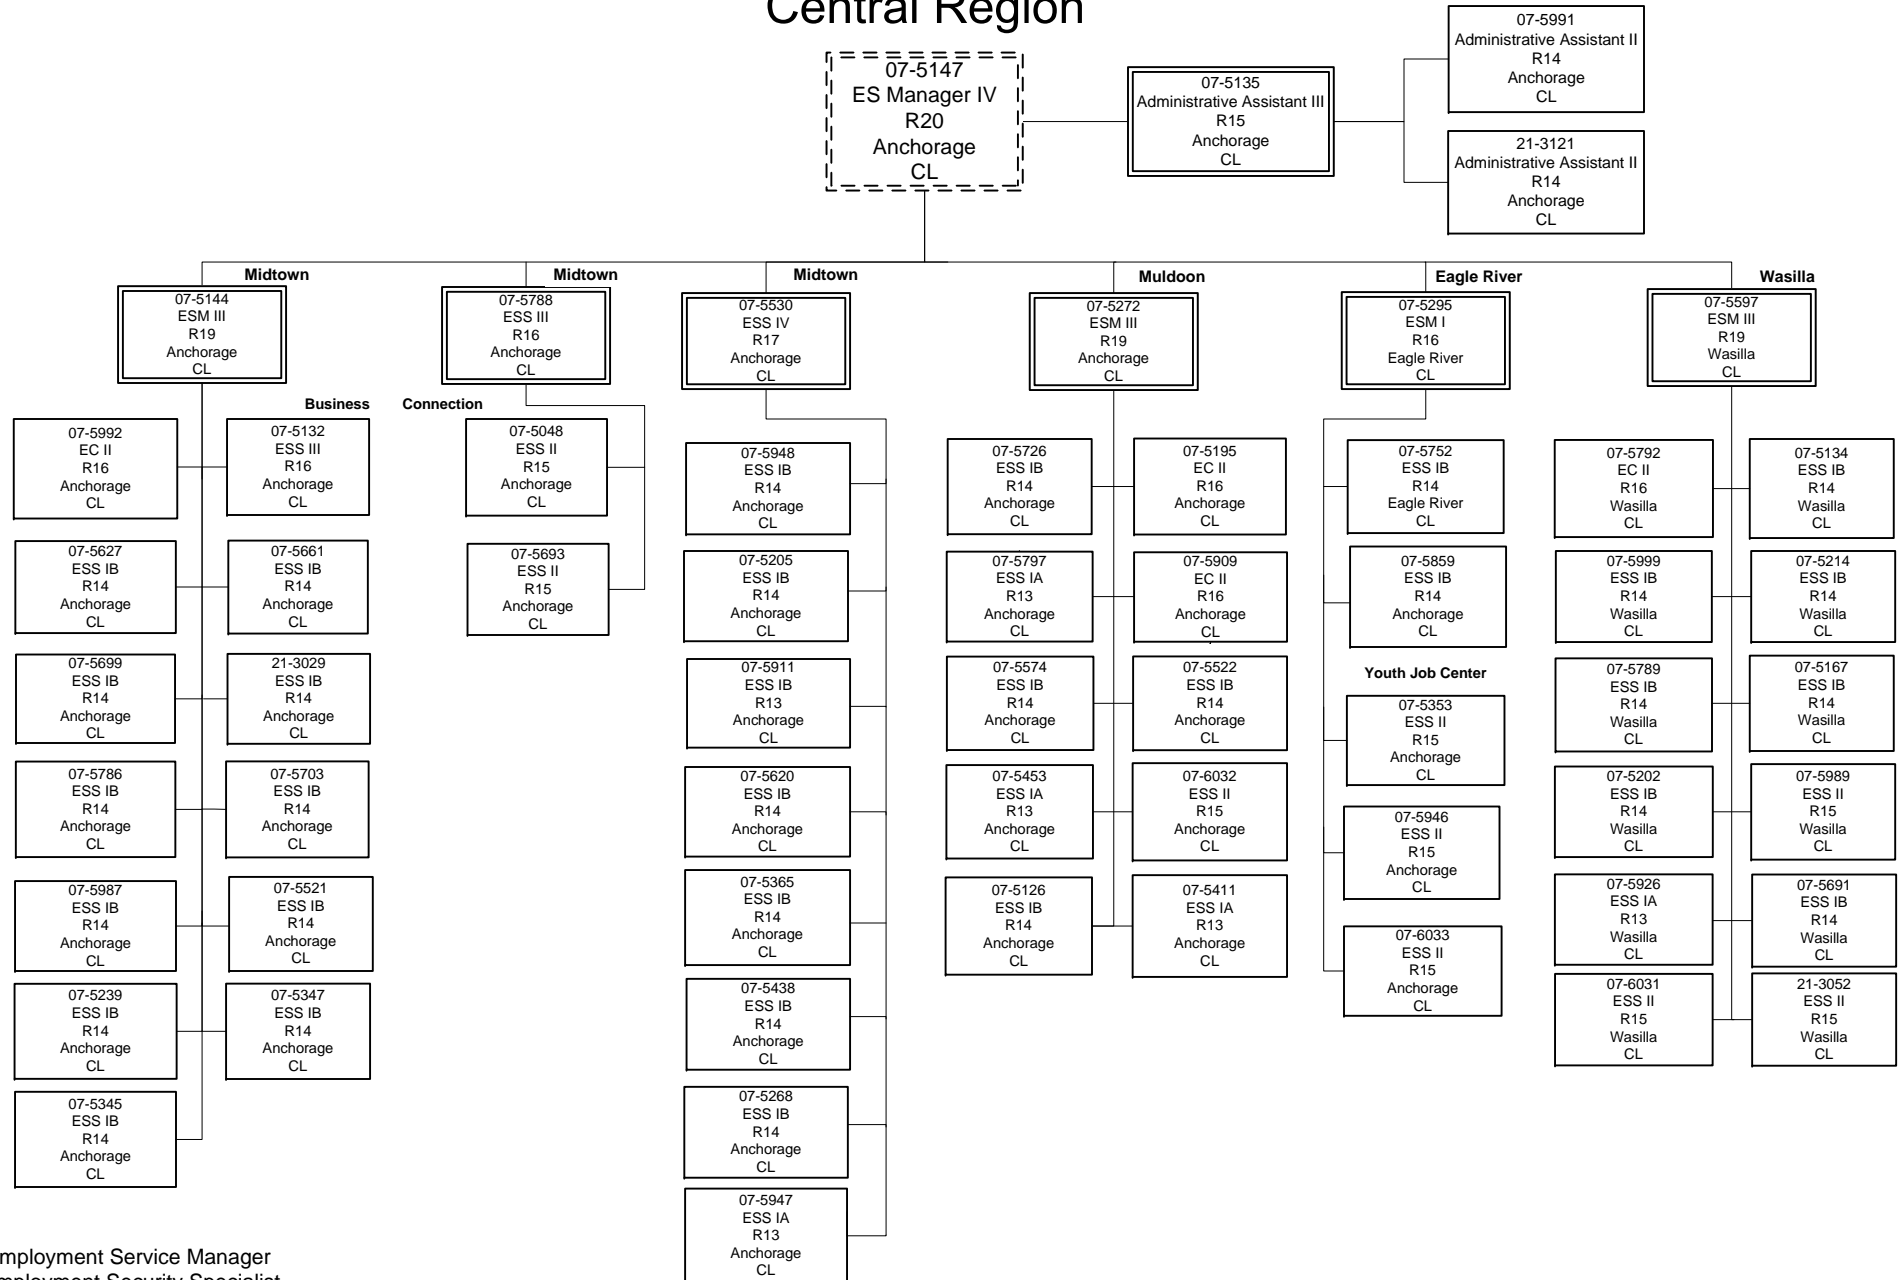 Central Region
07-5147
ES Manager IV
R20
Anchorage
CL
07-5135
Administrative Assistant III
R15
Anchorage
CL
07-5991
Administrative Assistant II
R14
Anchorage
CL
21-3121
Administrative Assistant II
R14
Anchorage
CL
Midtown
07-5144
ESM III
R19
Anchorage
CL
07-5992
EC II
R16
Anchorage
CL
07-5132
ESS III
R16
Anchorage
CL
07-5627
ESS IB
R14
Anchorage
CL
07-5661
ESS IB
R14
Anchorage
CL
07-5699
ESS IB
R14
Anchorage
CL
21-3029
ESS IB
R14
Anchorage
CL
07-5786
ESS IB
R14
Anchorage
CL
07-5703
ESS IB
R14
Anchorage
CL
07-5987
ESS IB
R14
Anchorage
CL
07-5521
ESS IB
R14
Anchorage
CL
07-5239
ESS IB
R14
Anchorage
CL
07-5347
ESS IB
R14
Anchorage
CL
07-5345
ESS IB
R14
Anchorage
CL
Midtown
07-5788
ESS III
R16
Anchorage
CL
Business Connection
07-5048
ESS II
R15
Anchorage
CL
07-5693
ESS II
R15
Anchorage
CL
Midtown
07-5530
ESS IV
R17
Anchorage
CL
07-5948
ESS IB
R14
Anchorage
CL
07-5205
ESS IB
R14
Anchorage
CL
07-5911
ESS IB
R13
Anchorage
CL
07-5620
ESS IB
R14
Anchorage
CL
07-5365
ESS IB
R14
Anchorage
CL
07-5438
ESS IB
R14
Anchorage
CL
07-5268
ESS IB
R14
Anchorage
CL
07-5947
ESS IA
R13
Anchorage
CL
Muldoon
07-5272
ESM III
R19
Anchorage
CL
07-5726
ESS IB
R14
Anchorage
CL
07-5195
EC II
R16
Anchorage
CL
07-5797
ESS IA
R13
Anchorage
CL
07-5909
EC II
R16
Anchorage
CL
07-5574
ESS IB
R14
Anchorage
CL
07-5522
ESS IB
R14
Anchorage
CL
07-5453
ESS IA
R13
Anchorage
CL
07-6032
ESS II
R15
Anchorage
CL
07-5126
ESS IB
R14
Anchorage
CL
07-5411
ESS IA
R13
Anchorage
CL
Eagle River
07-5295
ESM I
R16
Eagle River
CL
07-5752
ESS IB
R14
Eagle River
CL
07-5859
ESS IB
R14
Anchorage
CL
Youth Job Center
07-5353
ESS II
R15
Anchorage
CL
07-5946
ESS II
R15
Anchorage
CL
07-6033
ESS II
R15
Anchorage
CL
Wasilla
07-5597
ESM III
R19
Wasilla
CL
07-5792
EC II
R16
Wasilla
CL
07-5134
ESS IB
R14
Wasilla
CL
07-5999
ESS IB
R14
Wasilla
CL
07-5214
ESS IB
R14
Wasilla
CL
07-5789
ESS IB
R14
Wasilla
CL
07-5167
ESS IB
R14
Wasilla
CL
07-5202
ESS IB
R14
Wasilla
CL
07-5989
ESS II
R15
Wasilla
CL
07-5926
ESS IA
R13
Wasilla
CL
07-5691
ESS IB
R14
Wasilla
CL
07-6031
ESS II
R15
Wasilla
CL
21-3052
ESS II
R15
Wasilla
CL
mployment Service Manager
mployment Security Specialist